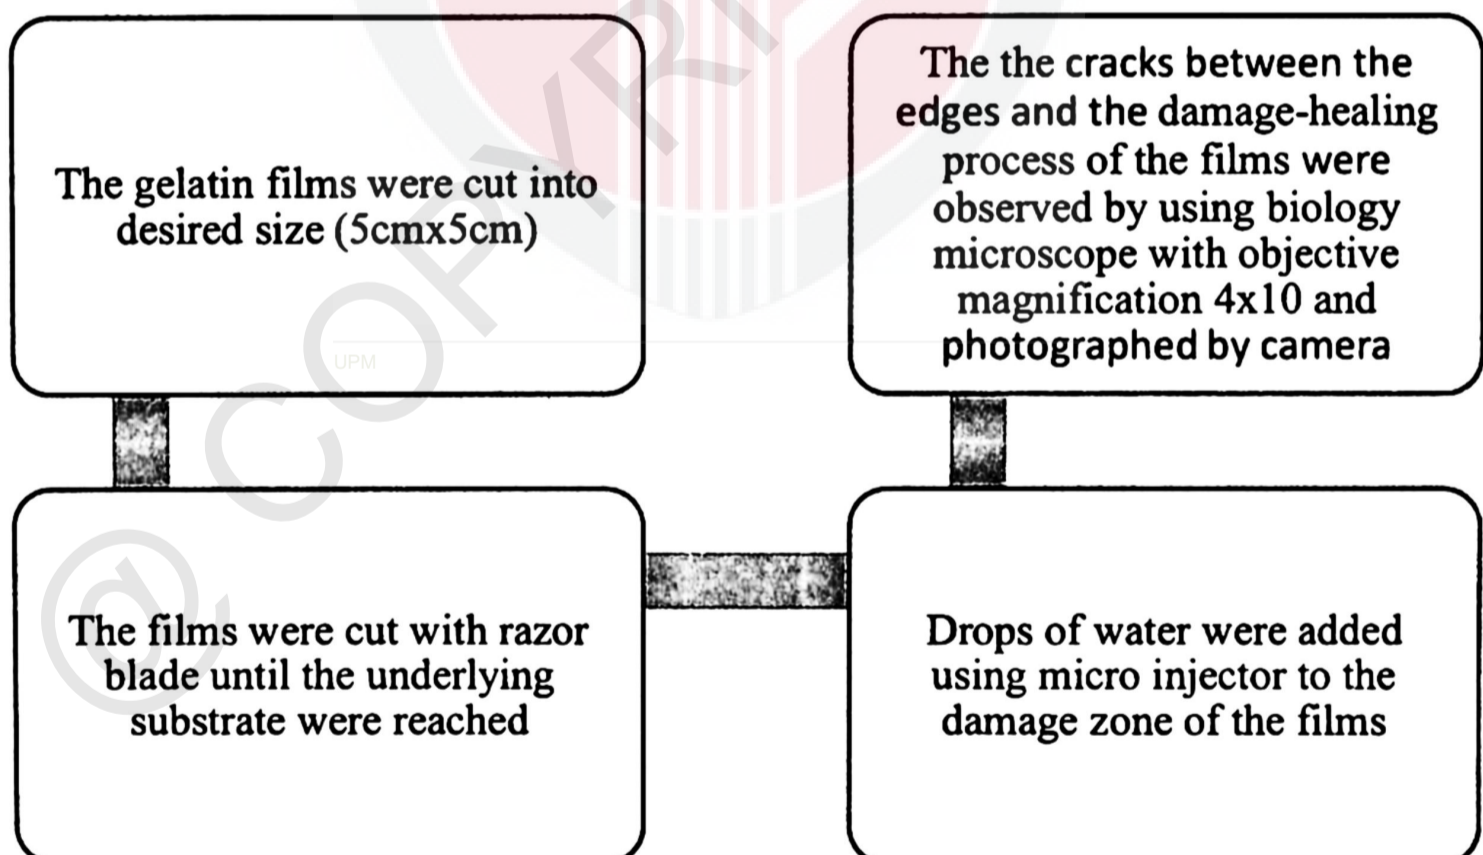 The gelatin films were cut into
desired size (5cmx5cm)
The films were cut with razor
blade until the underlying
substrate were reached
Drops of water were added
using micro injector to the
damage zone of the films
The the cracks between the
edges and the damage-healing
process of the films were
observed by using biology
microscope with objective
magnification 4x10 and
photographed by camera
UPM
@ COPYRI